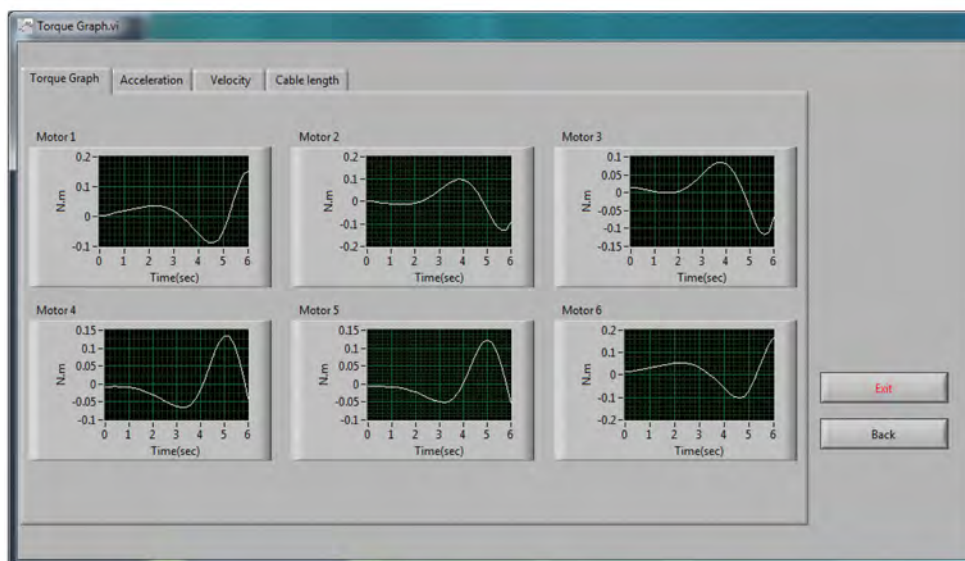 Torque Graph.vi
Torque Graph Acceleration Velocity Cable length
Motor 1
0.2
0.1
0
-0.1
N.m
0 1 2 3 4 5 6
Time(sec)
Motor 2
0.2
0.1
0
-0.1
-0.2
N.m
0 1 2 3 4 5 6
Time(sec)
Motor 3
0.1
0.05
0
-0.05
-0.1
-0.15
N.m
0 1 2 3 4 5 6
Time(sec)
Motor 4
0.15
0.1
0.05
0
-0.05
-0.1
N.m
0 1 2 3 4 5 6
Time(sec)
Motor 5
0.15
0.1
0.05
0
-0.05
-0.1
N.m
0 1 2 3 4 5 6
Time(sec)
Motor 6
0.2
0.1
0
-0.1
-0.2
N.m
0 1 2 3 4 5 6
Time(sec)
Exit
Back